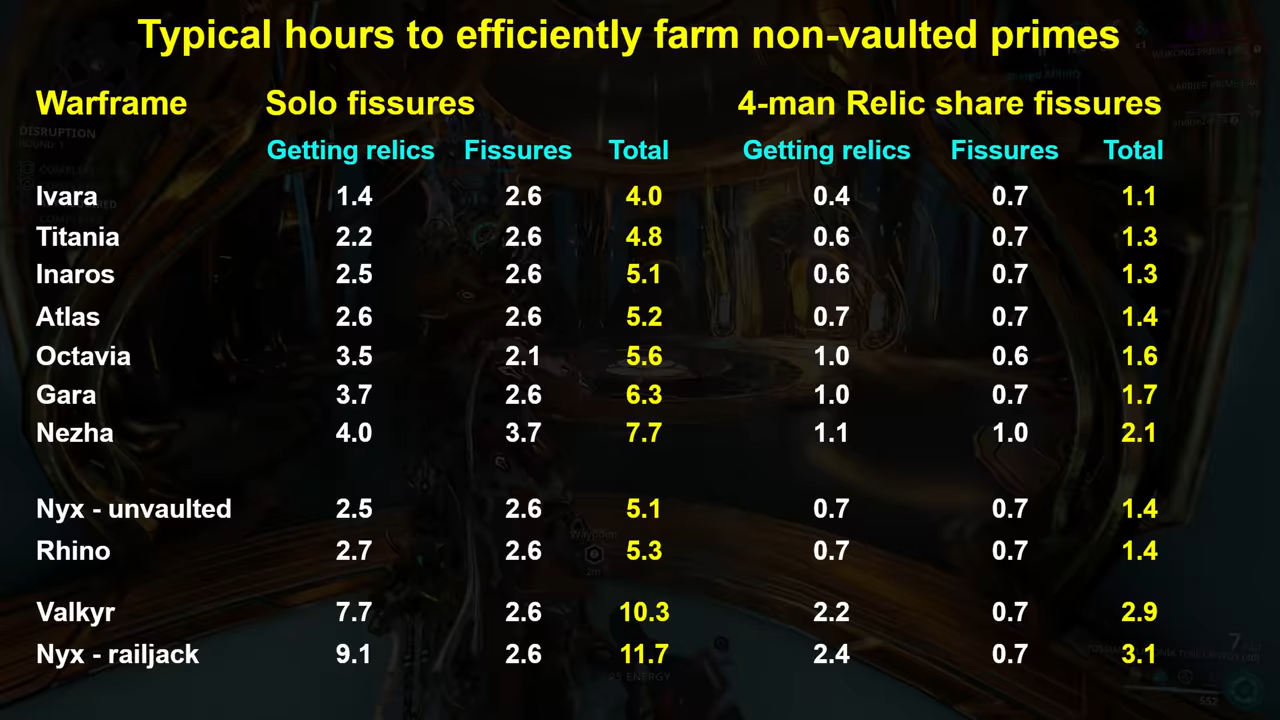 Typical hours to efficiently farm non-vaulted primes
Warframe Solo fissures 4-man Relic share fissures
Getting relics Fissures Total Getting relics Fissures Total
DISRUPTION
Ivara 1.4 2.6 4.0 0.4 0.7 1.1
Titania 2.2 2.6 4.8 0.6 0.7 1.3
Inaros 2.5 2.6 5.1 0.6 0.7 1.3
Atlas 2.6 2.6 5.2 0.7 0.7 1.4
Octavia 3.5 2.1 5.6 1.0 0.6 1.6
Gara 3.7 2.6 6.3 1.0 0.7 1.7
Nezha 4.0 3.7 7.7 1.1 1.0 2.1
Nyx - unvaulted 2.5 2.6 5.1 0.7 0.7 1.4
Rhino 2.7 2.6 5.3 0.7 0.7 1.4
Valkyr 7.7 2.6 10.3 2.2 0.7 2.9
Nyx - railjack 9.1 2.6 11.7 2.4 0.7 3.1